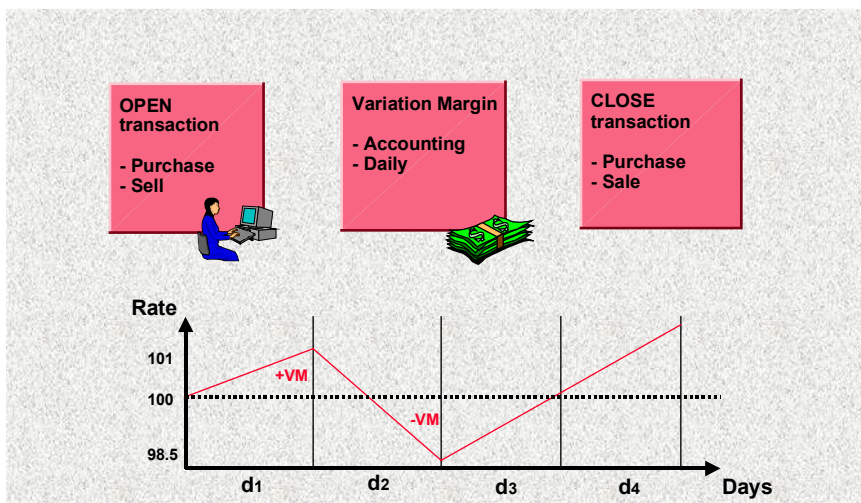 OPEN
transaction
- Purchase
- Sell
Variation Margin
- Accounting
- Daily
CLOSE
transaction
- Purchase
- Sale
Rate
101
+VM
100
-VM
98.5
d1
d2
d3
d4
Days